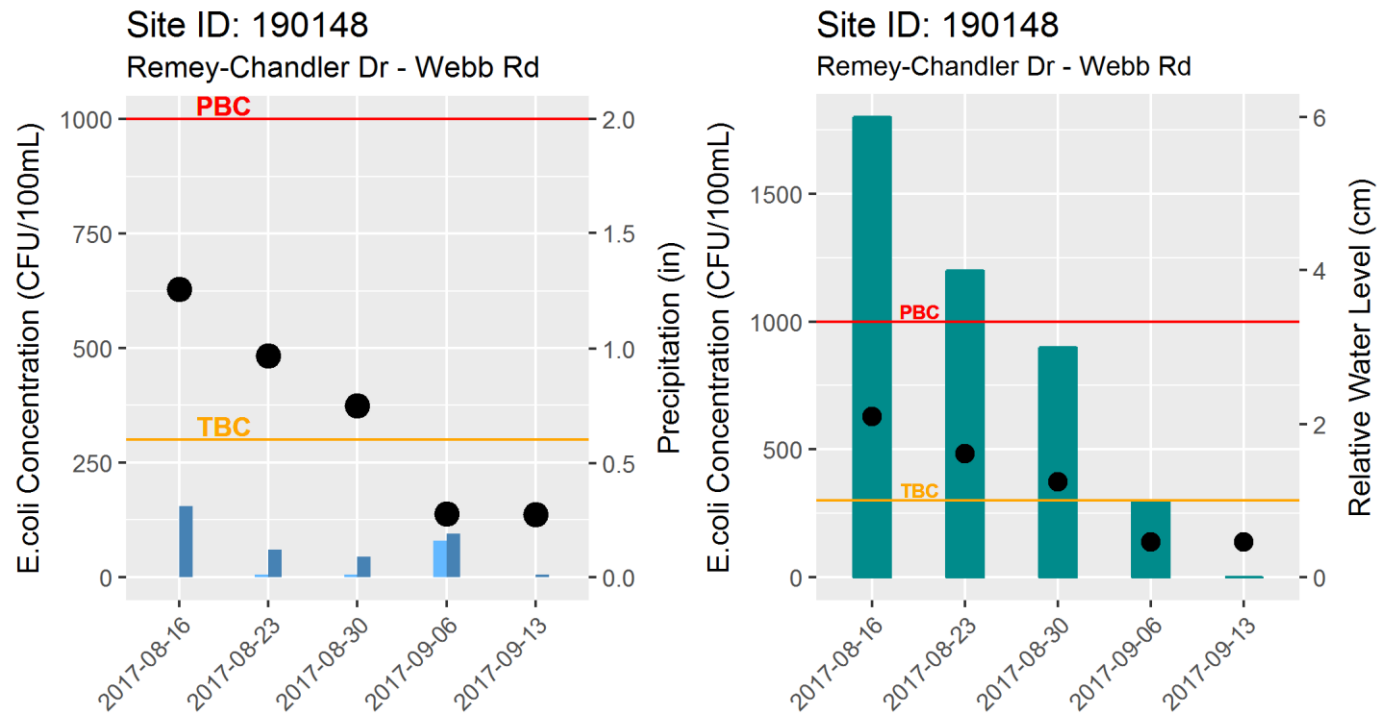 Site ID: 190148
Remey-Chandler Dr - Webb Rd
E.coli Concentration (CFU/100mL)
1000
750
500
250
0
PBC
TBC
2.0
1.5
1.0
0.5
0.0
Precipitation (in)
2017-08-16
2017-08-23
2017-08-30
2017-09-06
2017-09-13
Site ID: 190148
Remey-Chandler Dr - Webb Rd
E.coli Concentration (CFU/100mL)
1500
1000
500
0
PBC
TBC
6
4
2
0
Relative Water Level (cm)
2017-08-16
2017-08-23
2017-08-30
2017-09-06
2017-09-13